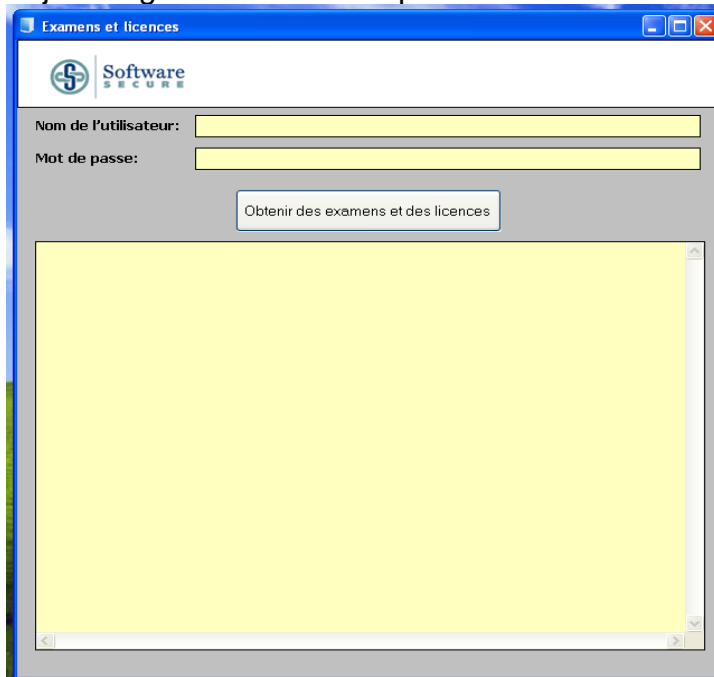 Examens et licences
Software
SECURE
Nom de l'utilisateur:
Mot de passe:
Obtenir des examens et des licences